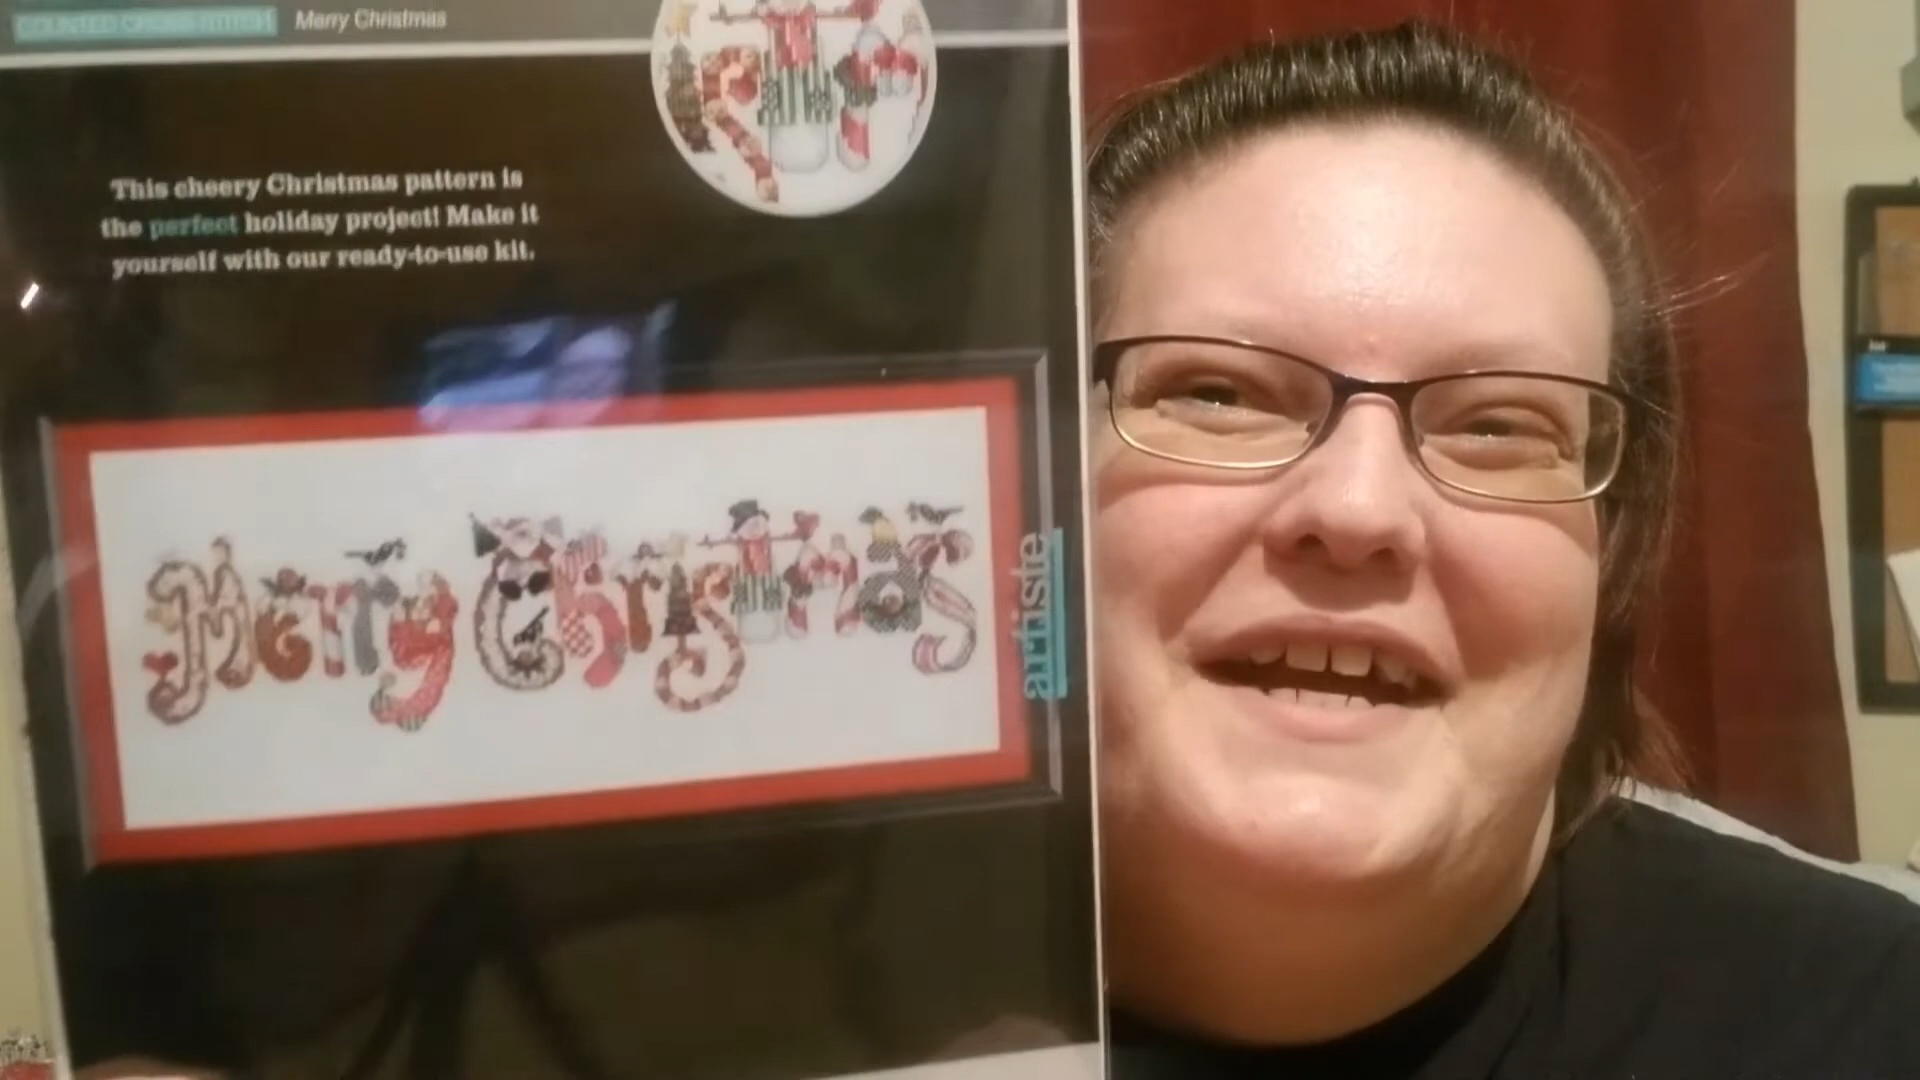 COUNTED CROSS STITCH Merry Christmas
This cheery Christmas pattern is
the perfect holiday project! Make it
yourself with our ready-to-use kit.
Merry Christmas
artiste